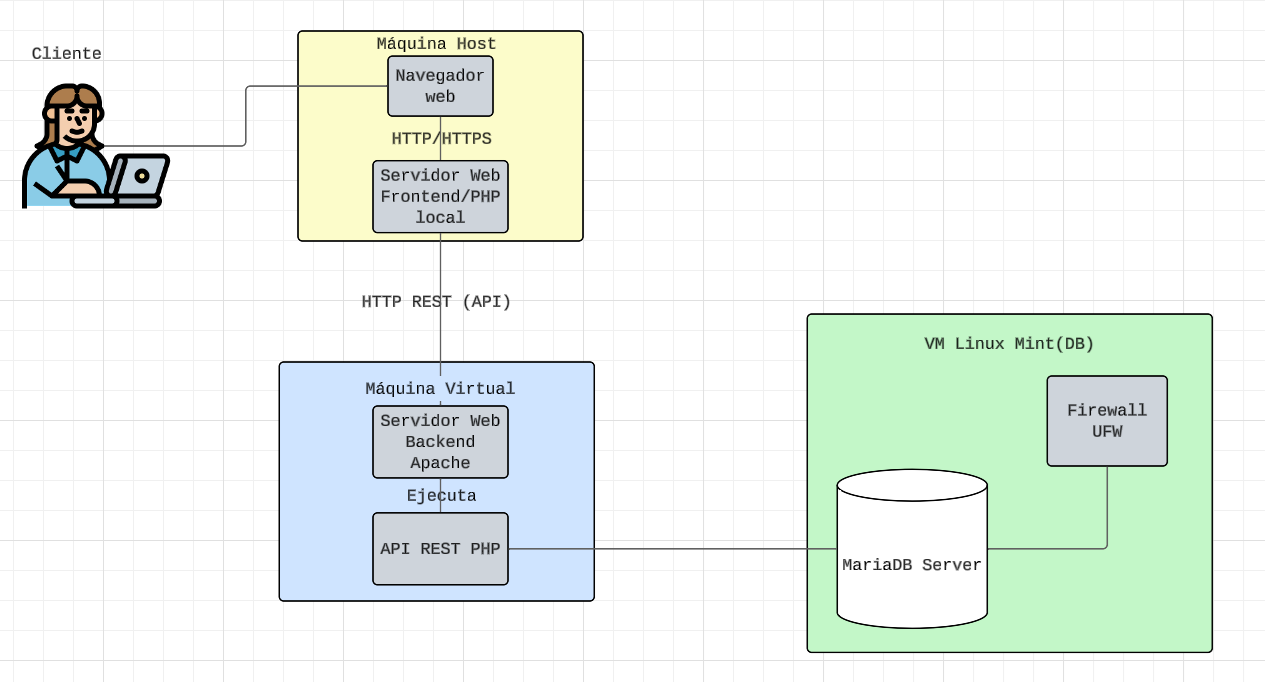 Cliente
Máquina Host
Navegador
web
HTTP/HTTPS
Servidor Web
Frontend/PHP
local
HTTP REST (API)
Máquina Virtual
Servidor Web
Backend
Apache
Ejecuta
API REST PHP
VM Linux Mint(DB)
Firewall
UFW
MariaDB Server